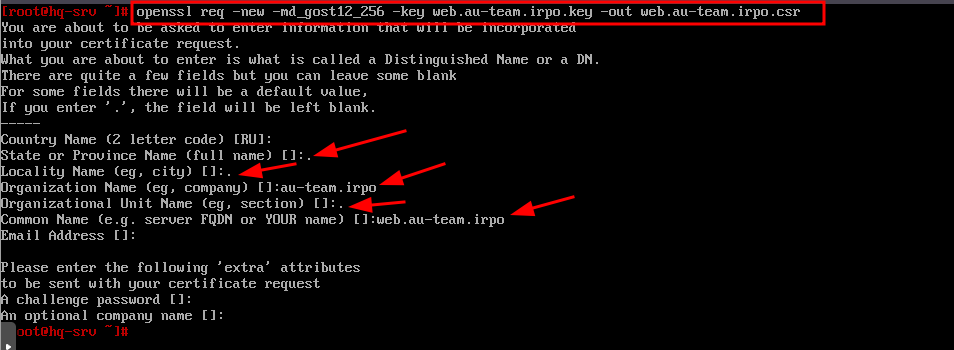 [root@hq-srv ~]# openssl req -new -md_gost12_256 -key web.au-team.irpo.key -out web.au-team.irpo.csr
You are about to be asked to enter information that will be incorporated
into your certificate request.
What you are about to enter is what is called a Distinguished Name or a DN.
There are quite a few fields but you can leave some blank
For some fields there will be a default value,
If you enter '.', the field will be left blank.
-----
Country Name (2 letter code) [RU]:
State or Province Name (full name) []:.
Locality Name (eg, city) []:.
Organization Name (eg, company) []:au-team.irpo
Organizational Unit Name (eg, section) []:.
Common Name (e.g. server FQDN or YOUR name) []:web.au-team.irpo
Email Address []:
Please enter the following 'extra' attributes
to be sent with your certificate request
A challenge password []:
An optional company name []:
root@hq-srv ~]#